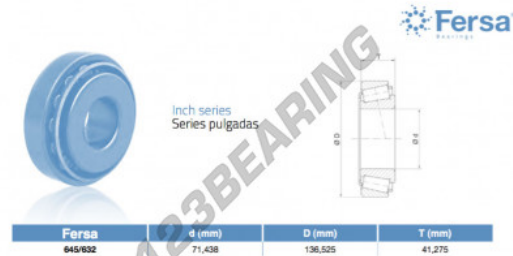 Fersa
Bearings
Inch series
Series pulgadas
Ø D
Ø d
123BEARING
Fersa d (mm) D (mm) T (mm)
645/632 71,438 136,525 41,275